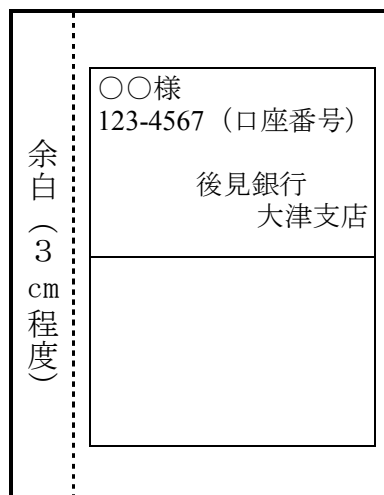 余白（３cm程度）
○○様
123-4567（口座番号）
後見銀行
大津支店